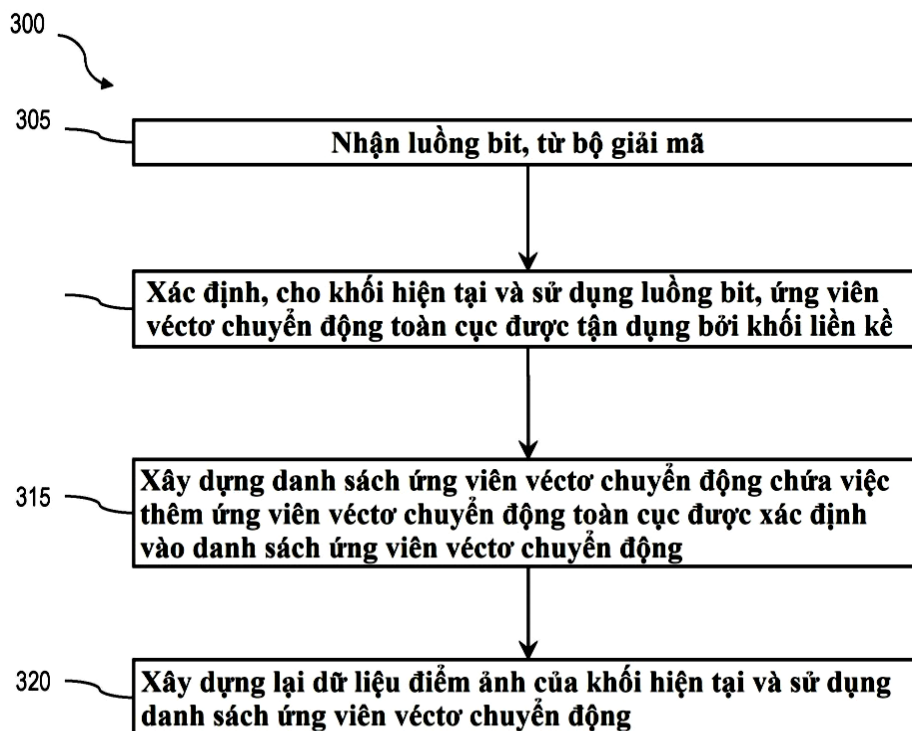 300
305
Nhận luồng bit, từ bộ giải mã
Xác định, cho khối hiện tại và sử dụng luồng bit, ứng viên
véctơ chuyển động toàn cục được tận dụng bởi khối liền kề
315
Xây dựng danh sách ứng viên véctơ chuyển động chứa việc
thêm ứng viên véctơ chuyển động toàn cục được xác định
vào danh sách ứng viên véctơ chuyển động
320
Xây dựng lại dữ liệu điểm ảnh của khối hiện tại và sử dụng
danh sách ứng viên véctơ chuyển động